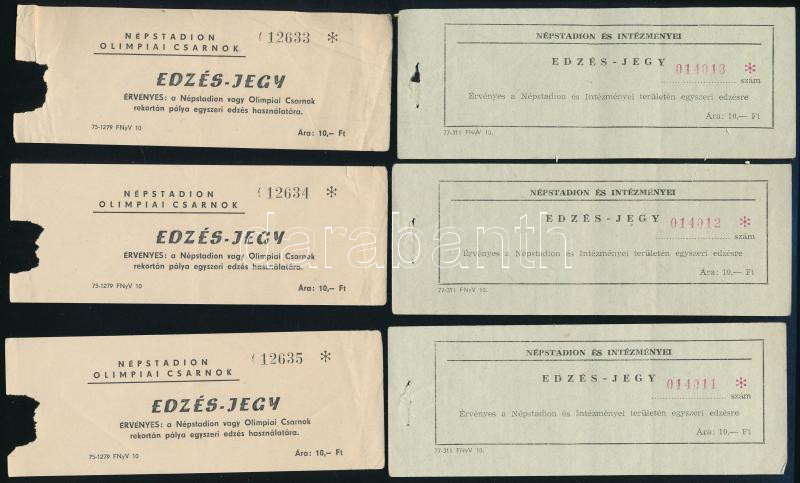 NÉPSTADION
OLIMPIAI CSARNOK
12633 *
EDZÉS-JEGY
ÉRVÉNYES: a Népstadion vagy Olimpiai Csarnok
rekortán pálya egyszeri edzés használatára.
75-1279 FNyV 10
Ára: 10,— Ft
NÉPSTADION ÉS INTÉZMÉNYEI
EDZÉS-JEGY
014013 *
szám
Érvényes a Népstadion és Intézményei területén egyszeri edzésre
Ára: 10,— Ft
77-311 FNyV 10.
NÉPSTADION
OLIMPIAI CSARNOK
12634 *
EDZÉS-JEGY
ÉRVÉNYES: a Népstadion vagy Olimpiai Csarnok
rekortán pálya egyszeri edzés használatára.
75-1279 FNyV 10
Ára: 10,— Ft
NÉPSTADION ÉS INTÉZMÉNYEI
EDZÉS-JEGY
014012 *
szám
Érvényes a Népstadion és Intézményei területén egyszeri edzésre
Ára: 10,— Ft
77-311 FNyV 10.
NÉPSTADION
OLIMPIAI CSARNOK
12635 *
EDZÉS-JEGY
ÉRVÉNYES: a Népstadion vagy Olimpiai Csarnok
rekortán pálya egyszeri edzés használatára.
75-1279 FNyV 10
Ára: 10,— Ft
NÉPSTADION ÉS INTÉZMÉNYEI
EDZÉS-JEGY
014011 *
szám
Érvényes a Népstadion és Intézményei területén egyszeri edzésre
Ára: 10,— Ft
77-311 FNyV 10.
darabanth